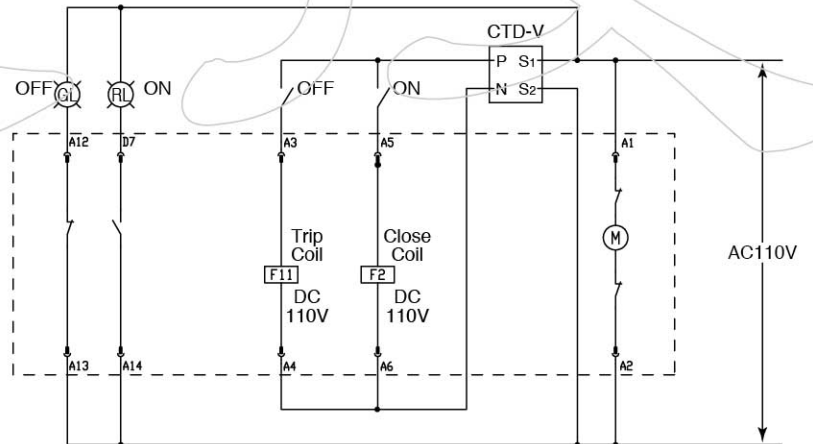 CTD-V
P S1
N S2
OFF GL RL ON
OFF ON
A12 D7 A3 A5 A1
Trip Coil
F11
DC 110V
Close Coil
F2
DC 110V
M
AC110V
A13 A14 A4 A6 A2